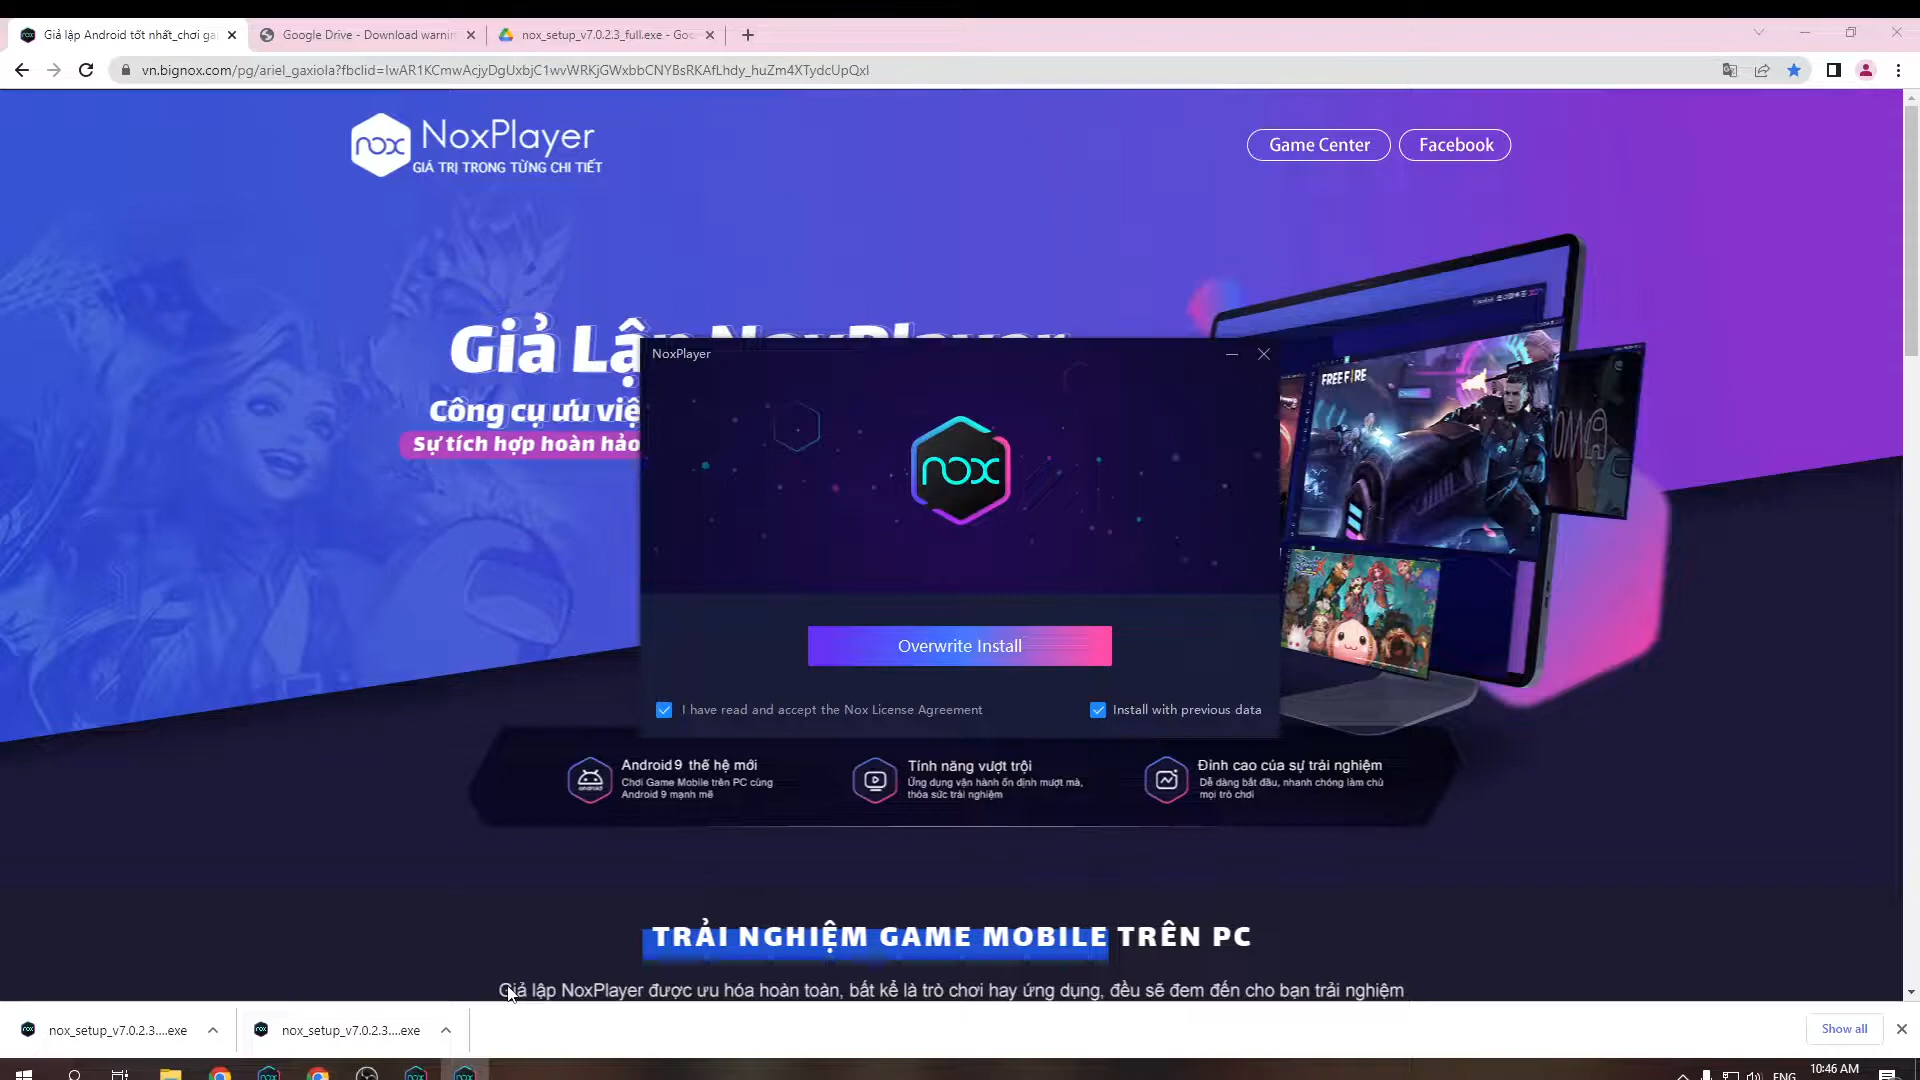 Giả lập Android tốt nhất_chơi ga
Google Drive - Download warnin
nox_setup_v7.0.2.3_full.exe - Goo
vn.bignox.com/pg/ariel_gaxiola?fbclid=IwAR1KCmwAcjyDgUxbjC1wvWRKjGWxbbCNYBsRKAfLhdy_huZm4XTydcUpQxI
nox NoxPlayer
GIÁ TRỊ TRONG TỪNG CHI TIẾT
Game Center
Facebook
Giả Lập NoxPlayer
Công cụ ưu việ
Sự tích hợp hoàn hảo
FREE FIRE
NoxPlayer
nox
Overwrite Install
I have read and accept the Nox License Agreement
Install with previous data
Android 9 thế hệ mới
Chơi Game Mobile trên PC cùng
Android 9 mạnh mẽ
Tính năng vượt trội
Ứng dụng vận hành ổn định mượt mà,
thỏa sức trải nghiệm
Đỉnh cao của sự trải nghiệm
Dễ dàng bắt đầu, nhanh chóng làm chủ
mọi trò chơi
TRẢI NGHIỆM GAME MOBILE TRÊN PC
Giả lập NoxPlayer được ưu hóa hoàn toàn, bất kể là trò chơi hay ứng dụng, đều sẽ đem đến cho bạn trải nghiệm
nox_setup_v7.0.2.3....exe
nox_setup_v7.0.2.3....exe
Show all
ENG
10:46 AM